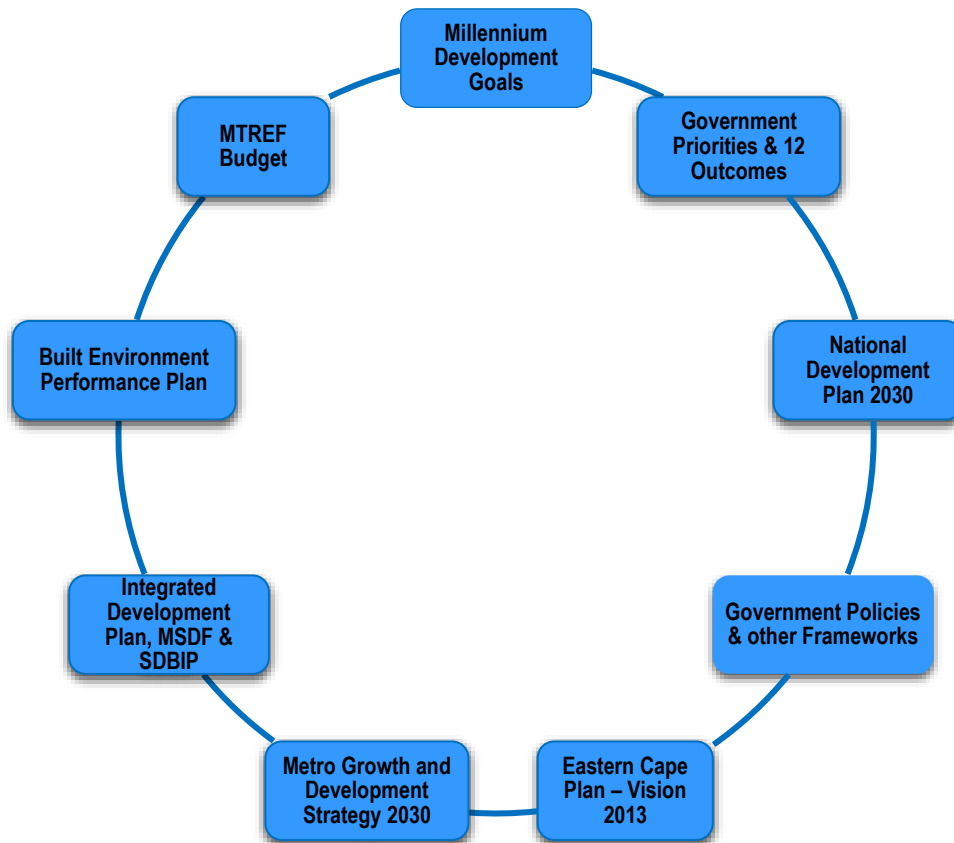 Millennium
Development
Goals
Government
Priorities & 12
Outcomes
National
Development
Plan 2030
Government Policies
& other Frameworks
Eastern Cape
Plan – Vision
2013
Metro Growth and
Development
Strategy 2030
Integrated
Development
Plan, MSDF &
SDBIP
Built Environment
Performance Plan
MTREF
Budget